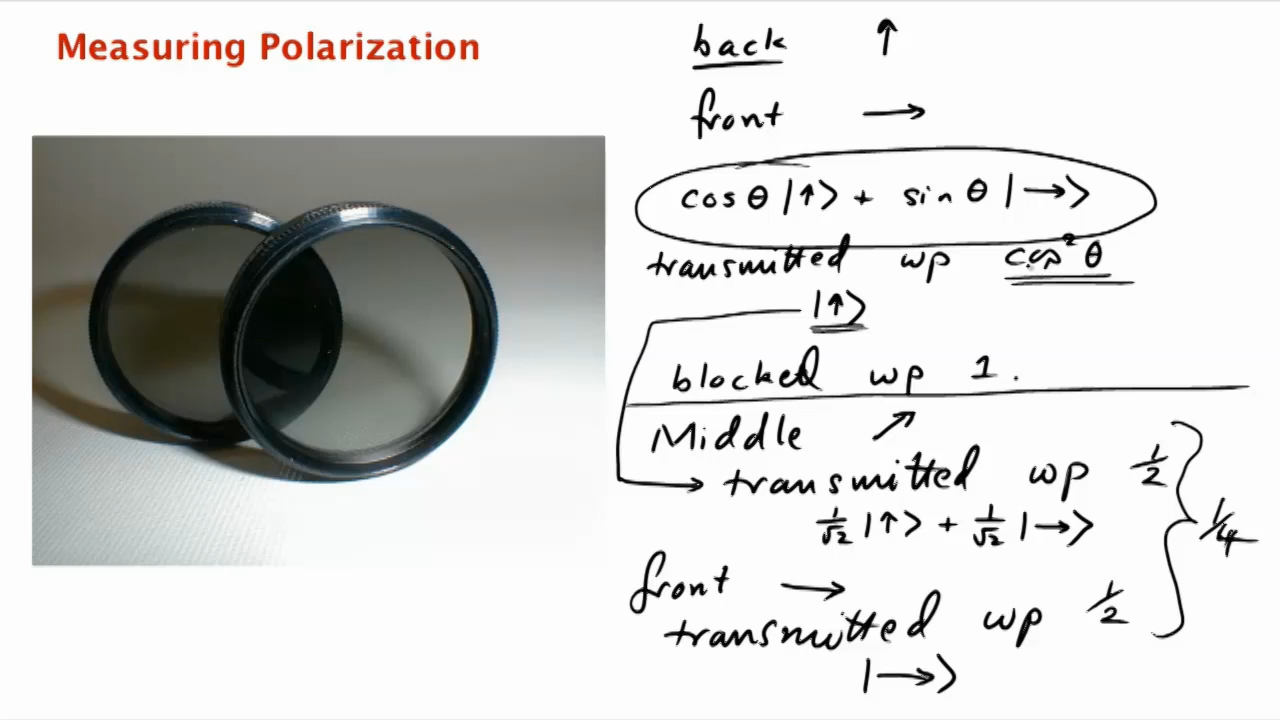 Measuring Polarization
back ↑
front →
cos θ |↑> + sin θ |→>
transmitted wp cos² θ
|↑>
blocked wp 1.
Middle ↗
transmitted wp 1/2
1/√2 |↑> + 1/√2 |→>
1/4
front →
transmitted wp 1/2
|→>